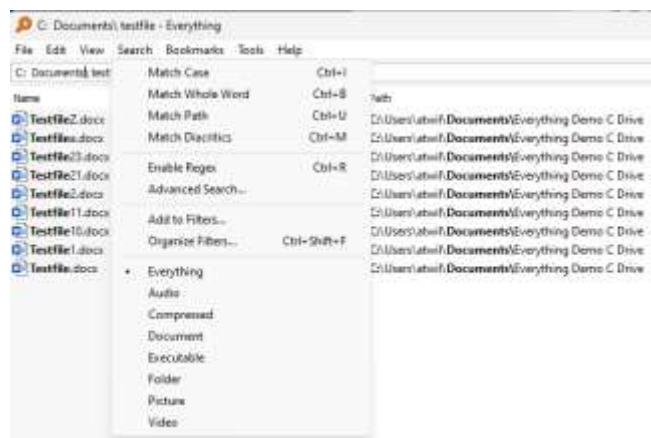 C: Documents\ testfile - Everything
File Edit View Search Bookmarks Tools Help
C: Documents\ test
Name
Path
Testfile2.docx
Testfilea.docx
Testfile23.docx
Testfile21.docx
Testfile2.docx
Testfile11.docx
Testfile10.docx
Testfile1.docx
Testfile.docx
Match Case Ctrl+I
Match Whole Word Ctrl+B
Match Path Ctrl+U
Match Diacritics Ctrl+M
Enable Regex Ctrl+R
Advanced Search...
Add to Filters...
Organize Filters... Ctrl+Shift+F
• Everything
Audio
Compressed
Document
Executable
Folder
Picture
Video
C:\Users\atwif\Documents\Everything Demo C Drive
C:\Users\atwif\Documents\Everything Demo C Drive
C:\Users\atwif\Documents\Everything Demo C Drive
C:\Users\atwif\Documents\Everything Demo C Drive
C:\Users\atwif\Documents\Everything Demo C Drive
C:\Users\atwif\Documents\Everything Demo C Drive
C:\Users\atwif\Documents\Everything Demo C Drive
C:\Users\atwif\Documents\Everything Demo C Drive
C:\Users\atwif\Documents\Everything Demo C Drive